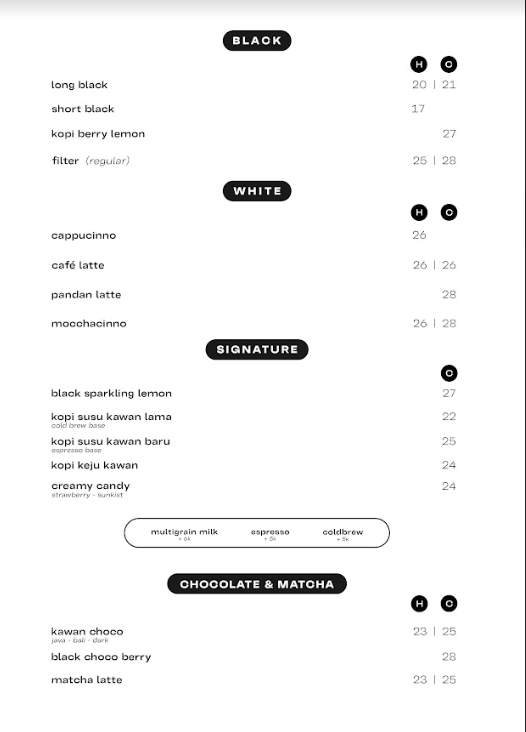 BLACK
H O
long black 20 | 21
short black 17
kopi berry lemon 27
filter (regular) 25 | 28
WHITE
H O
cappucinno 26
café latte 26 | 26
pandan latte 28
mocchacinno 26 | 28
SIGNATURE
O
black sparkling lemon 27
kopi susu kawan lama 22
cold brew base
kopi susu kawan baru 25
espresso base
kopi keju kawan 24
creamy candy 24
strawberry - sunkist
multigrain milk espresso coldbrew
+ 6k + 5k + 5k
CHOCOLATE & MATCHA
H C
kawan choco 23 | 25
java - bali - dark
black choco berry 28
matcha latte 23 | 25